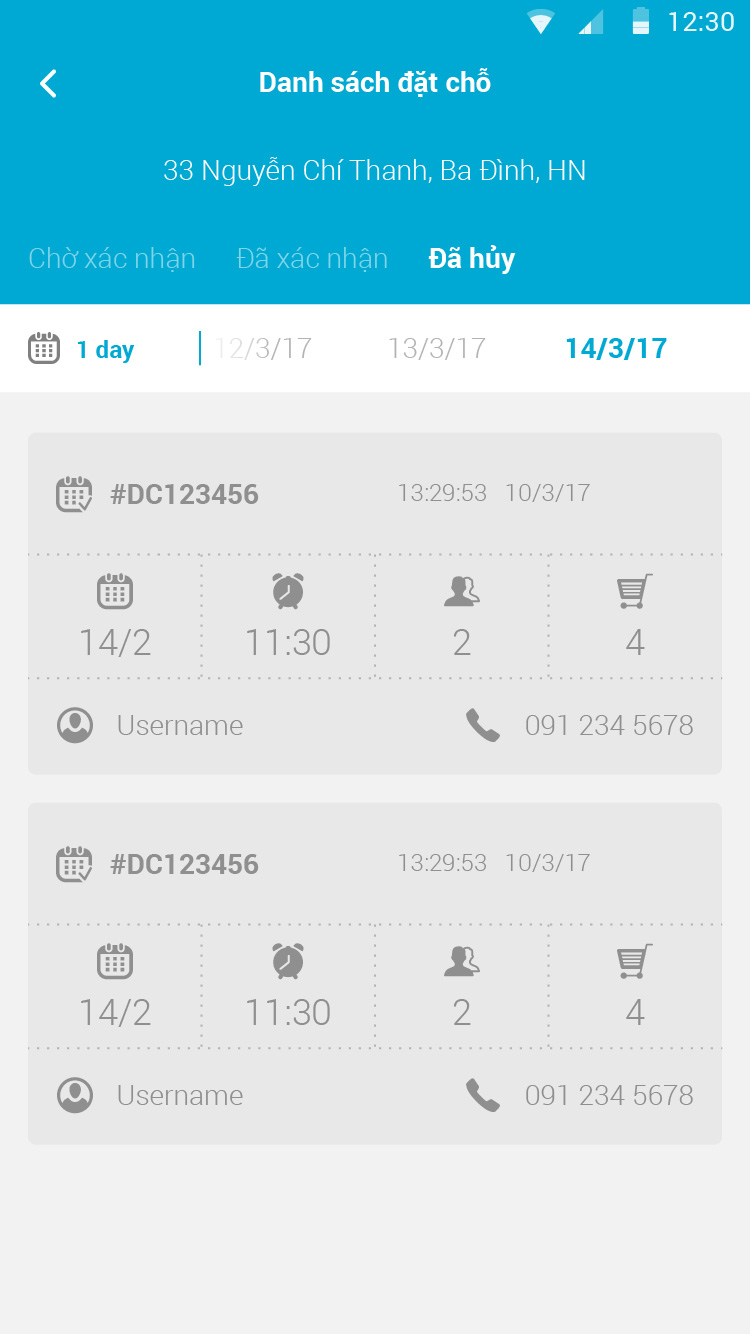 12:30
Danh sách đặt chỗ
33 Nguyễn Chí Thanh, Ba Đình, HN
Chờ xác nhận Đã xác nhận Đã hủy
1 day 12/3/17 13/3/17 14/3/17
#DC123456 13:29:53 10/3/17
14/2 11:30 2 4
Username 091 234 5678
#DC123456 13:29:53 10/3/17
14/2 11:30 2 4
Username 091 234 5678